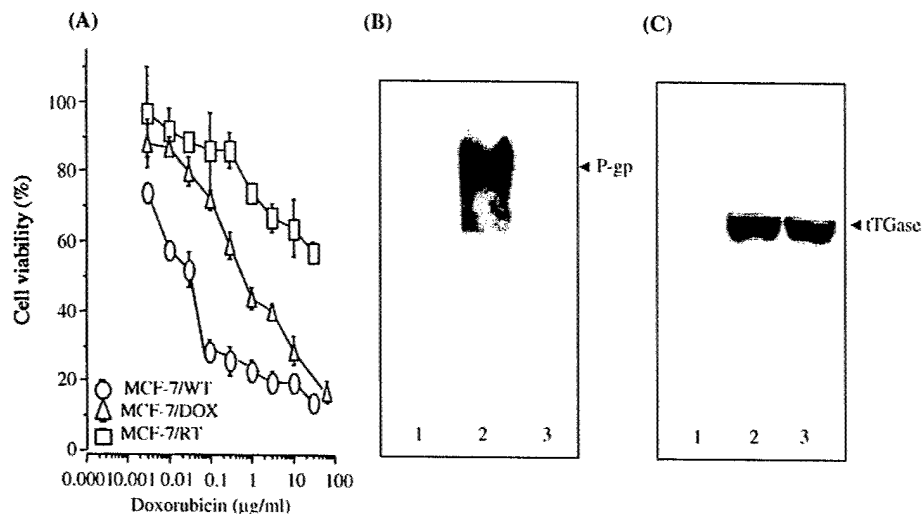 (A)
100
80
60
40
20
0
Cell viability (%)
MCF-7/WT
MCF-7/DOX
MCF-7/RT
0.0001 0.001 0.01 0.1 1 10 100
Doxorubicin (µg/ml)
(B)
P-gp
1 2 3
(C)
tTGase
1 2 3